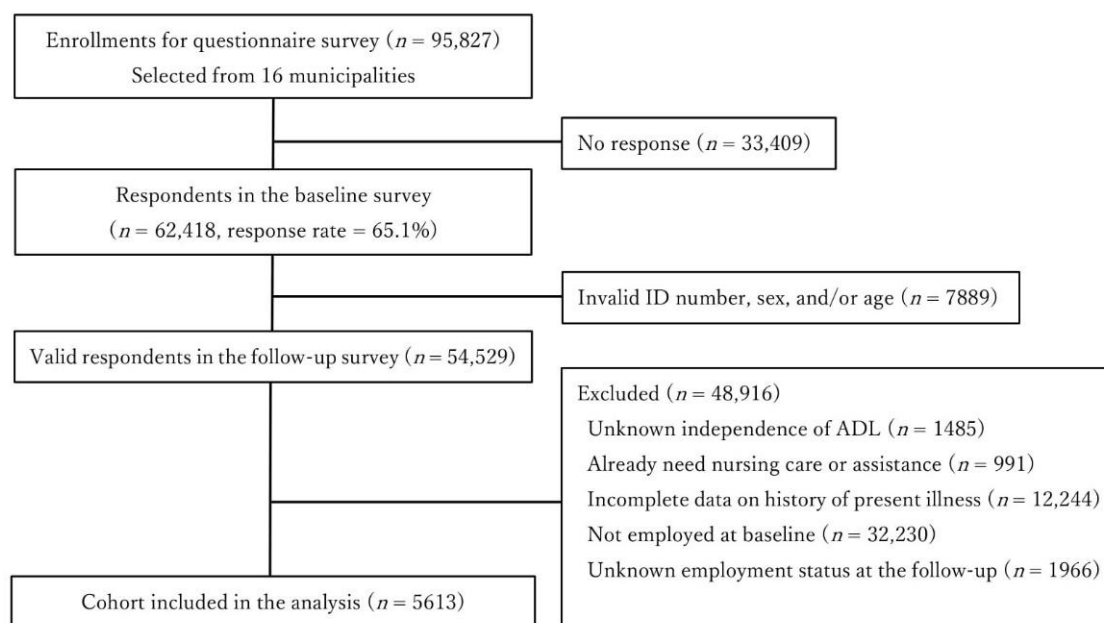 Enrollments for questionnaire survey (n = 95,827)
Selected from 16 municipalities
No response (n = 33,409)
Respondents in the baseline survey
(n = 62,418, response rate = 65.1%)
Invalid ID number, sex, and/or age (n = 7889)
Valid respondents in the follow-up survey (n = 54,529)
Excluded (n = 48,916)
Unknown independence of ADL (n = 1485)
Already need nursing care or assistance (n = 991)
Incomplete data on history of present illness (n = 12,244)
Not employed at baseline (n = 32,230)
Unknown employment status at the follow-up (n = 1966)
Cohort included in the analysis (n = 5613)